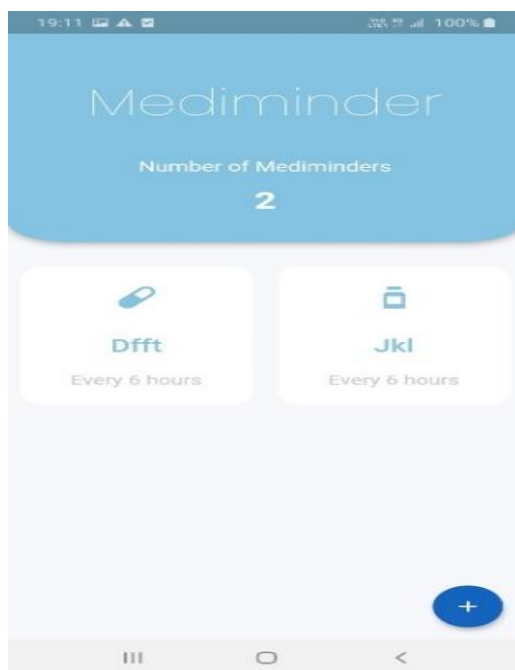 19:11 100%
Mediminder
Number of Mediminders
2
Dfft Jkl
Every 6 hours Every 6 hours
+